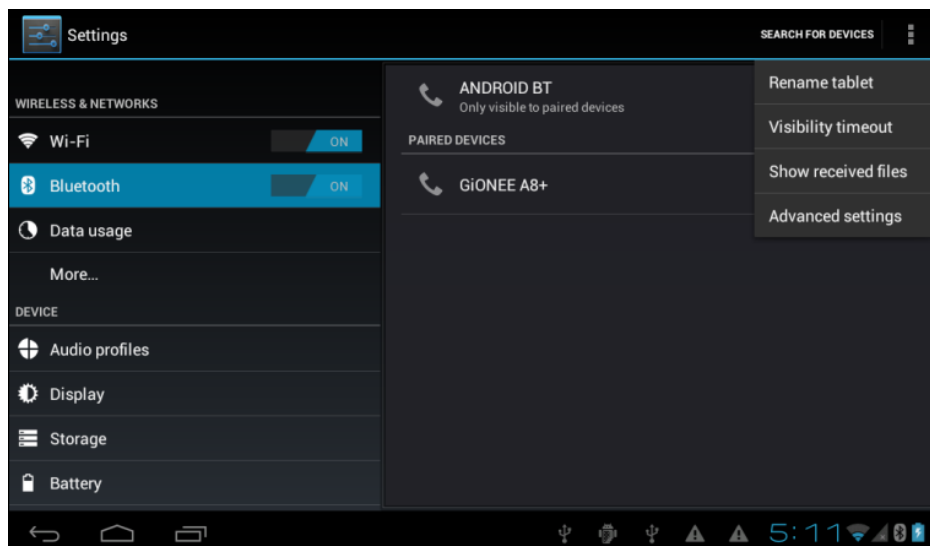 Settings
SEARCH FOR DEVICES
WIRELESS & NETWORKS
Wi-Fi
ON
Bluetooth
ON
Data usage
More...
DEVICE
Audio profiles
Display
Storage
Battery
ANDROID BT
Only visible to paired devices
PAIRED DEVICES
GiONEE A8+
Rename tablet
Visibility timeout
Show received files
Advanced settings
5:11